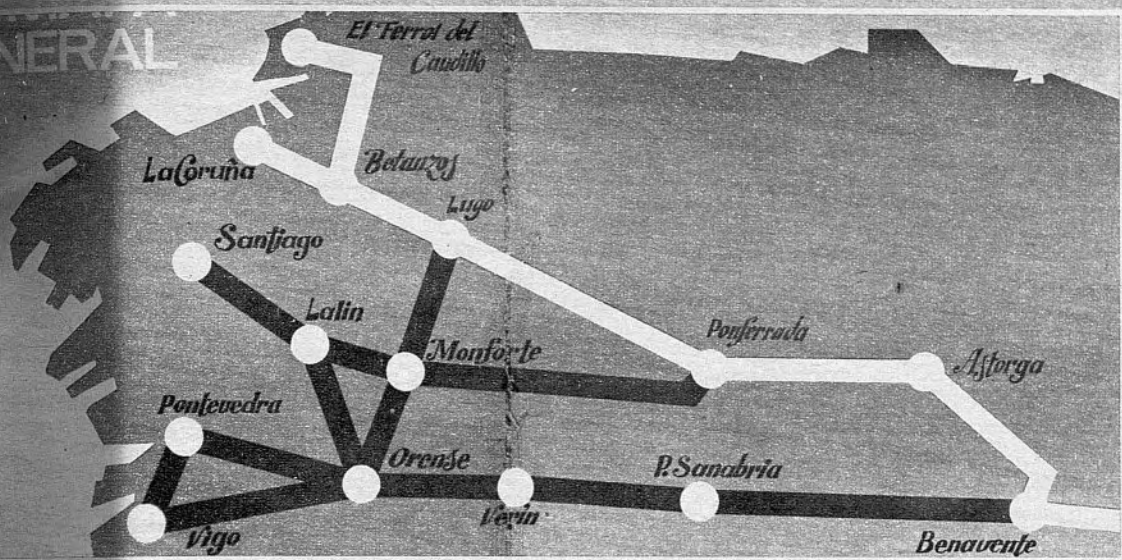 NERAL
El Ferrol del
Caudillo
La Coruña
Betanzos
Lugo
Santiago
Lalin
Monforte
Ponferrada
Astorga
Pontevedra
Orense
Verin
P. Sanabria
Vigo
Benavente